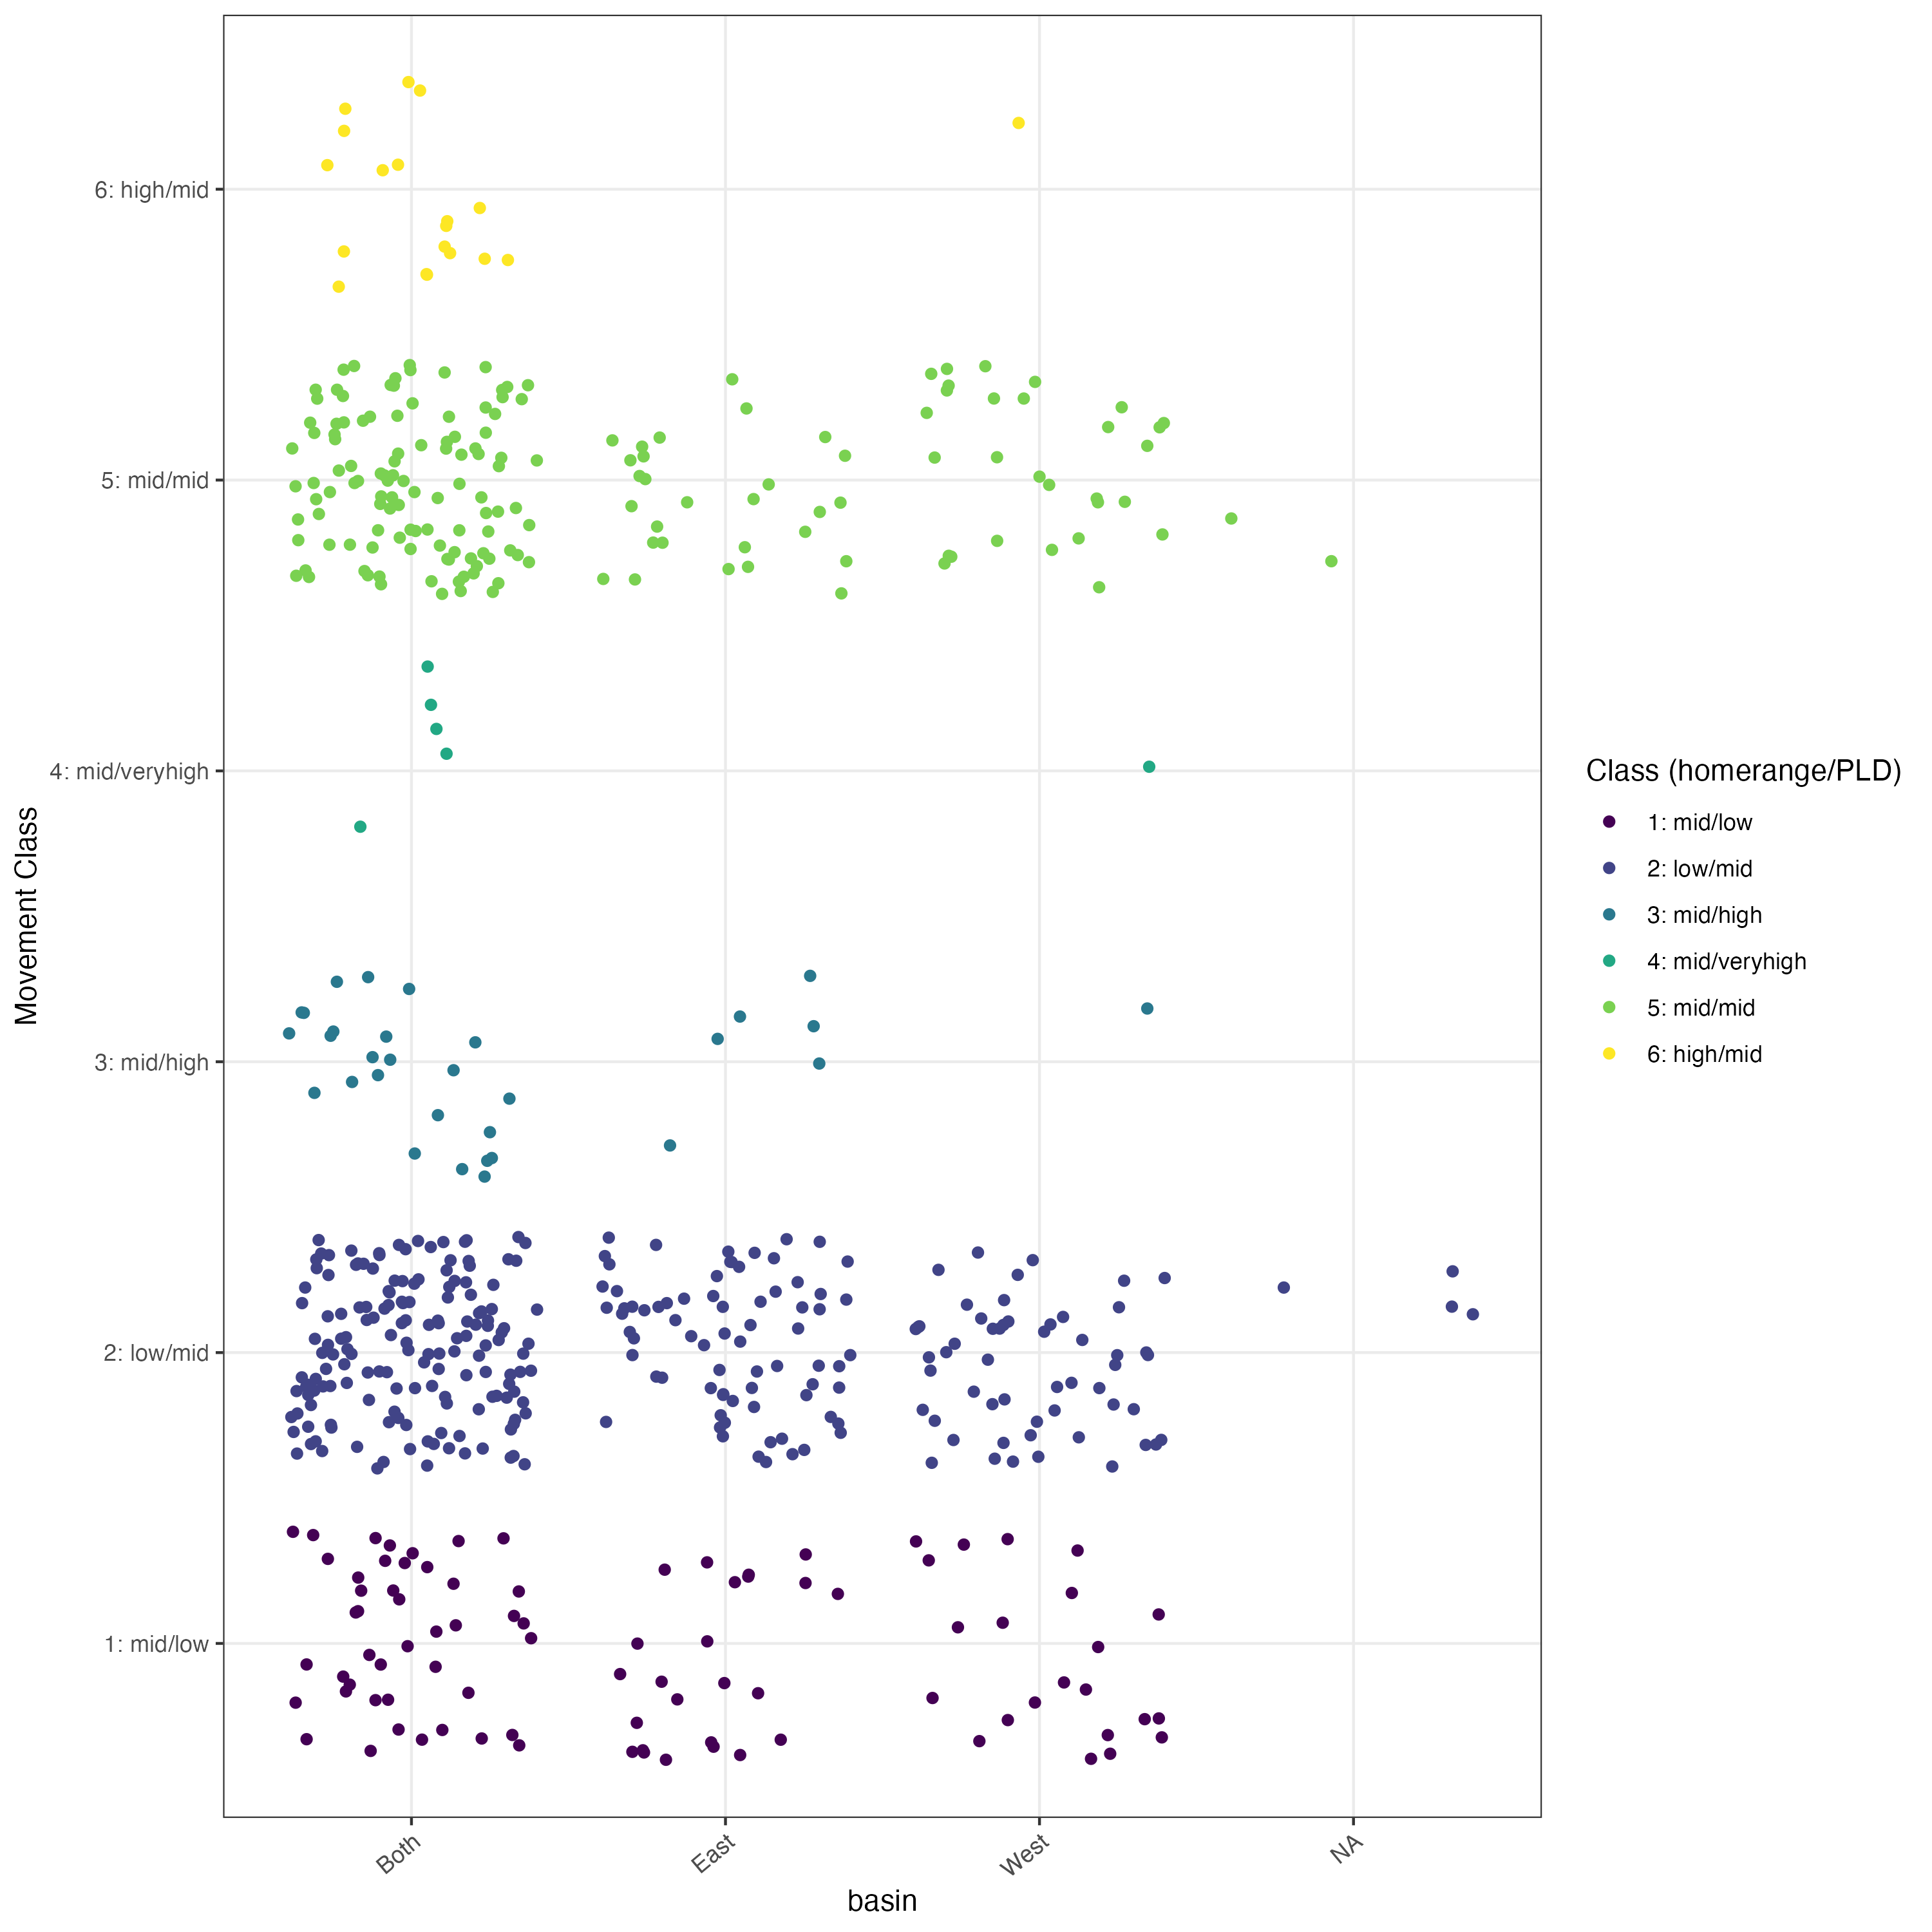 Movement Class
6: high/mid
5: mid/mid
4: mid/veryhigh
3: mid/high
2: low/mid
1: mid/low
Both
East
West
NA
basin
Class (homerange/PLD)
1: mid/low
2: low/mid
3: mid/high
4: mid/veryhigh
5: mid/mid
6: high/mid